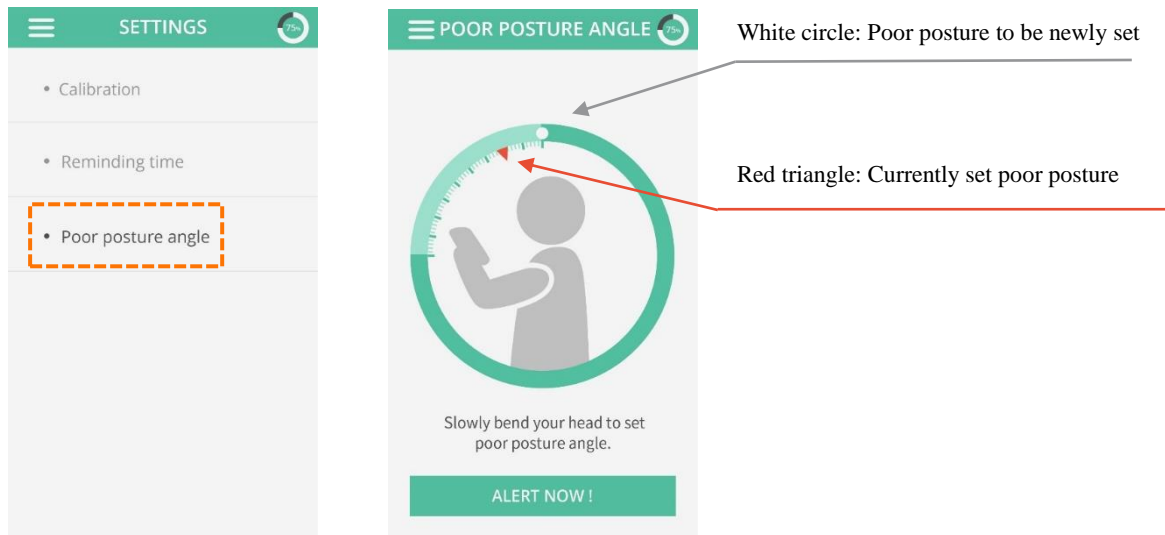 SETTINGS
75%
• Calibration
• Reminding time
• Poor posture angle
POOR POSTURE ANGLE
75%
Slowly bend your head to set
poor posture angle.
ALERT NOW !
White circle: Poor posture to be newly set
Red triangle: Currently set poor posture